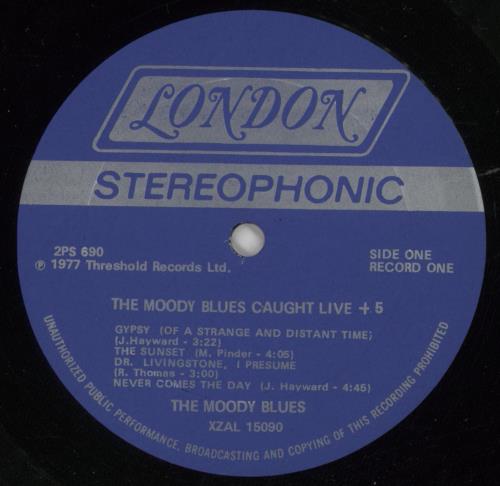 LONDON
STEREOPHONIC
2PS 690
℗ 1977 Threshold Records Ltd.
SIDE ONE
RECORD ONE
THE MOODY BLUES CAUGHT LIVE + 5
GYPSY (OF A STRANGE AND DISTANT TIME)
(J.Hayward - 3:22)
THE SUNSET (M. Pinder - 4:05)
DR. LIVINGSTONE, I PRESUME
(R. Thomas - 3:00)
NEVER COMES THE DAY (J. Hayward - 4:45)
THE MOODY BLUES
XZAL 15090
UNAUTHORIZED PUBLIC PERFORMANCE, BROADCASTING AND COPYING OF THIS RECORDING PROHIBITED